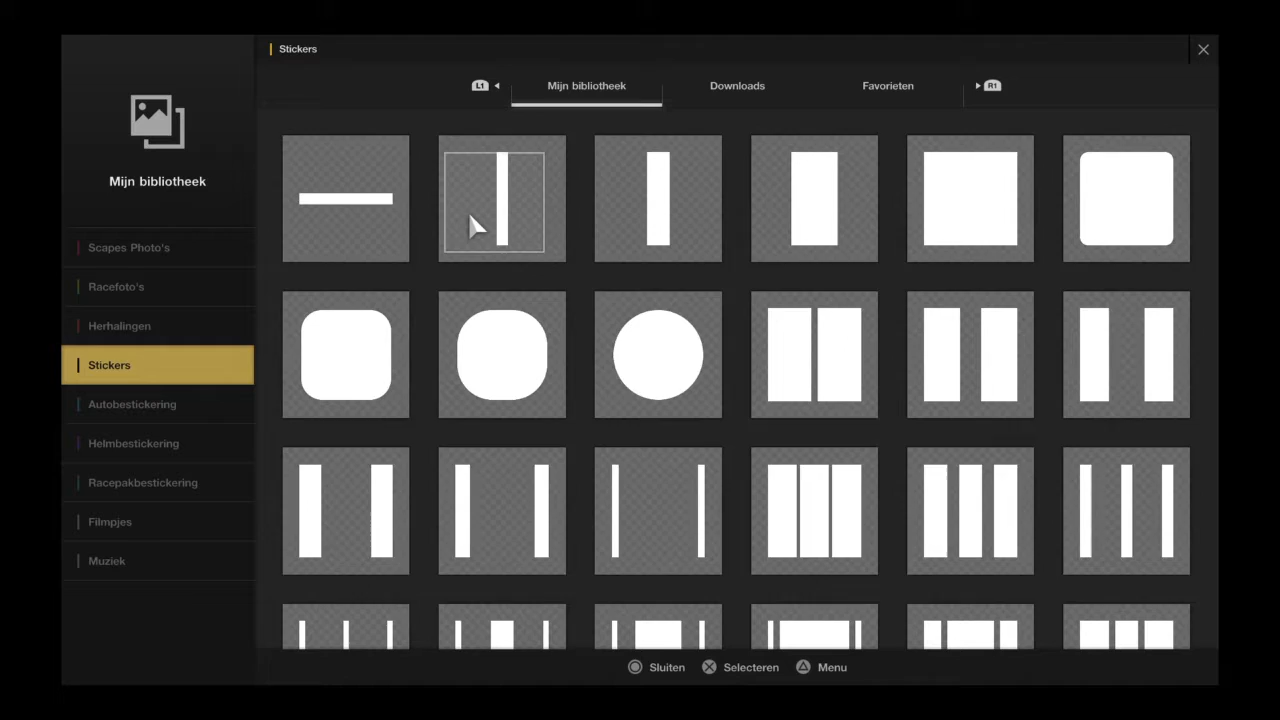 Stickers
L1 Mijn bibliotheek Downloads Favorieten R1
Mijn bibliotheek
Scapes Photo's
Racefoto's
Herhalingen
Stickers
Autobestickering
Helmbestickering
Racepakbestickering
Filmpjes
Muziek
Sluiten Selecteren Menu